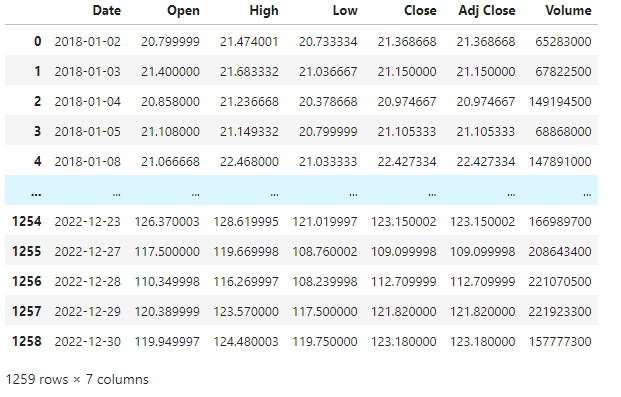 Date Open High Low Close Adj Close Volume
0 2018-01-02 20.799999 21.474001 20.733334 21.368668 21.368668 65283000
1 2018-01-03 21.400000 21.683332 21.036667 21.150000 21.150000 67822500
2 2018-01-04 20.858000 21.236668 20.378668 20.974667 20.974667 149194500
3 2018-01-05 21.108000 21.149332 20.799999 21.105333 21.105333 68868000
4 2018-01-08 21.066668 22.468000 21.033333 22.427334 22.427334 147891000
... ... ... ... ... ... ... ...
1254 2022-12-23 126.370003 128.619995 121.019997 123.150002 123.150002 166989700
1255 2022-12-27 117.500000 119.669998 108.760002 109.099998 109.099998 208643400
1256 2022-12-28 110.349998 116.269997 108.239998 112.709999 112.709999 221070500
1257 2022-12-29 120.389999 123.570000 117.500000 121.820000 121.820000 221923300
1258 2022-12-30 119.949997 124.480003 119.750000 123.180000 123.180000 157777300
1259 rows × 7 columns